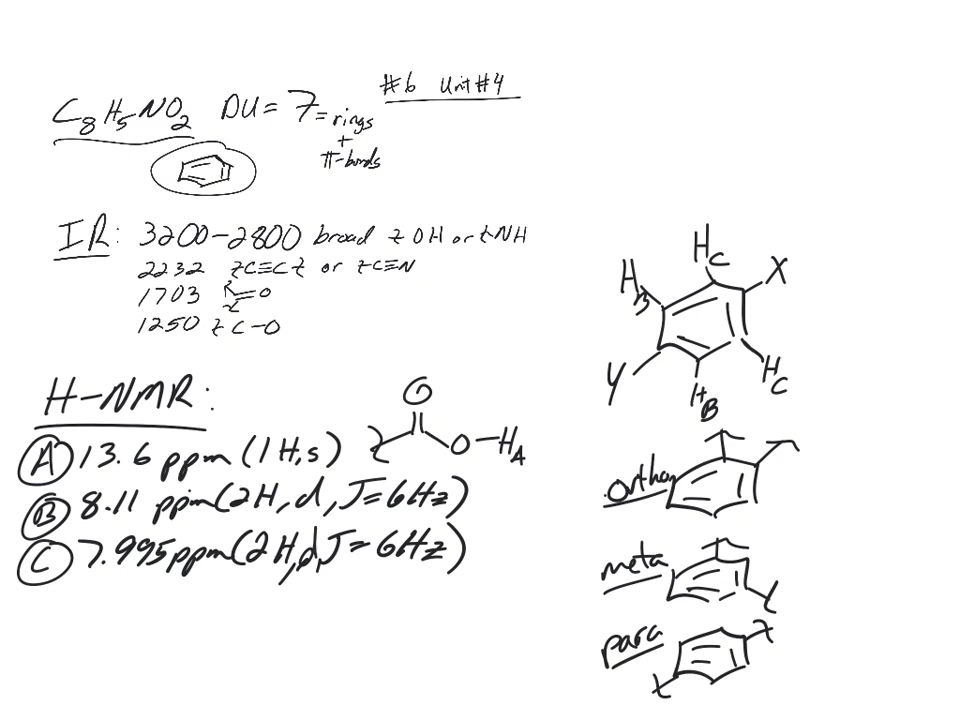 #6 Unit #4
C8H5NO2 DU= 7 = rings
+
π-bonds
IR: 3200-2800 broad OH or NH
2232 C≡C or C≡N
1703 =O
1250 C-O
H-NMR:
A 13.6 ppm (1H,s)
O
O-HA
B 8.11 ppm (2H, d, J=6Hz)
C 7.995 ppm (2H,d,J=6Hz)
HC
X
HB
Y
HC
HB
ortho
meta
para